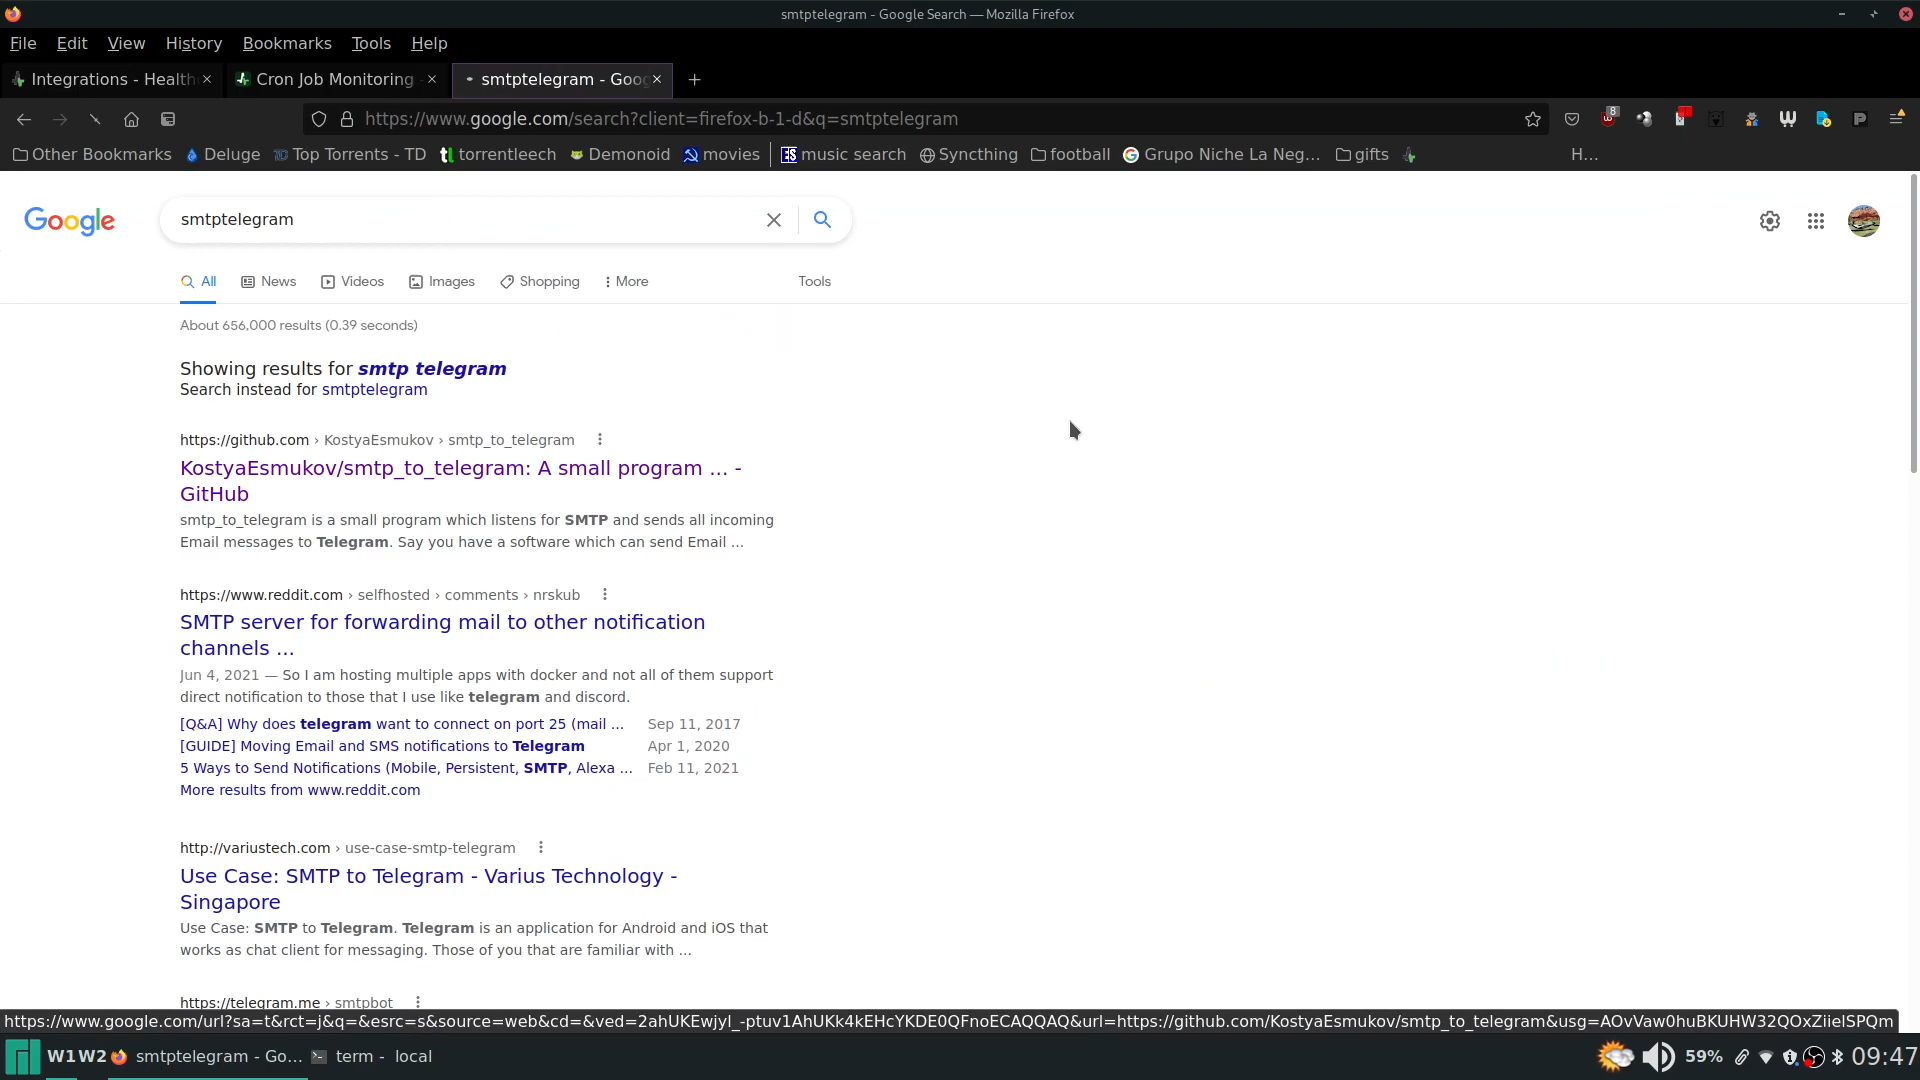 smtptelegram - Google Search — Mozilla Firefox
File Edit View History Bookmarks Tools Help
Integrations - Health
Cron Job Monitoring
smtptelegram - Goog
https://www.google.com/search?client=firefox-b-1-d&q=smtptelegram
8
Other Bookmarks Deluge Top Torrents - TD torrentleech Demonoid movies music search Syncthing football Grupo Niche La Neg... gifts H...
Google
smtptelegram
All News Videos Images Shopping More Tools
About 656,000 results (0.39 seconds)
Showing results for smtp telegram
Search instead for smtptelegram
https://github.com › KostyaEsmukov › smtp_to_telegram
KostyaEsmukov/smtp_to_telegram: A small program ... -
GitHub
smtp_to_telegram is a small program which listens for SMTP and sends all incoming
Email messages to Telegram. Say you have a software which can send Email ...
https://www.reddit.com › selfhosted › comments › nrskub
SMTP server for forwarding mail to other notification
channels ...
Jun 4, 2021 — So I am hosting multiple apps with docker and not all of them support
direct notification to those that I use like telegram and discord.
[Q&A] Why does telegram want to connect on port 25 (mail ... Sep 11, 2017
[GUIDE] Moving Email and SMS notifications to Telegram Apr 1, 2020
5 Ways to Send Notifications (Mobile, Persistent, SMTP, Alexa ... Feb 11, 2021
More results from www.reddit.com
http://variustech.com › use-case-smtp-telegram
Use Case: SMTP to Telegram - Varius Technology -
Singapore
Use Case: SMTP to Telegram. Telegram is an application for Android and iOS that
works as chat client for messaging. Those of you that are familiar with ...
https://telegram.me › smtpbot
https://www.google.com/url?sa=t&rct=j&q=&esrc=s&source=web&cd=&ved=2ahUKEwjyl_-ptuv1AhUKk4kEHcYKDE0QFnoECAQQAQ&url=https://github.com/KostyaEsmukov/smtp_to_telegram&usg=AOvVaw0huBKUHW32QOxZiielSPQm
W1 W2 smtptelegram - Go... term - local 59% 09:47